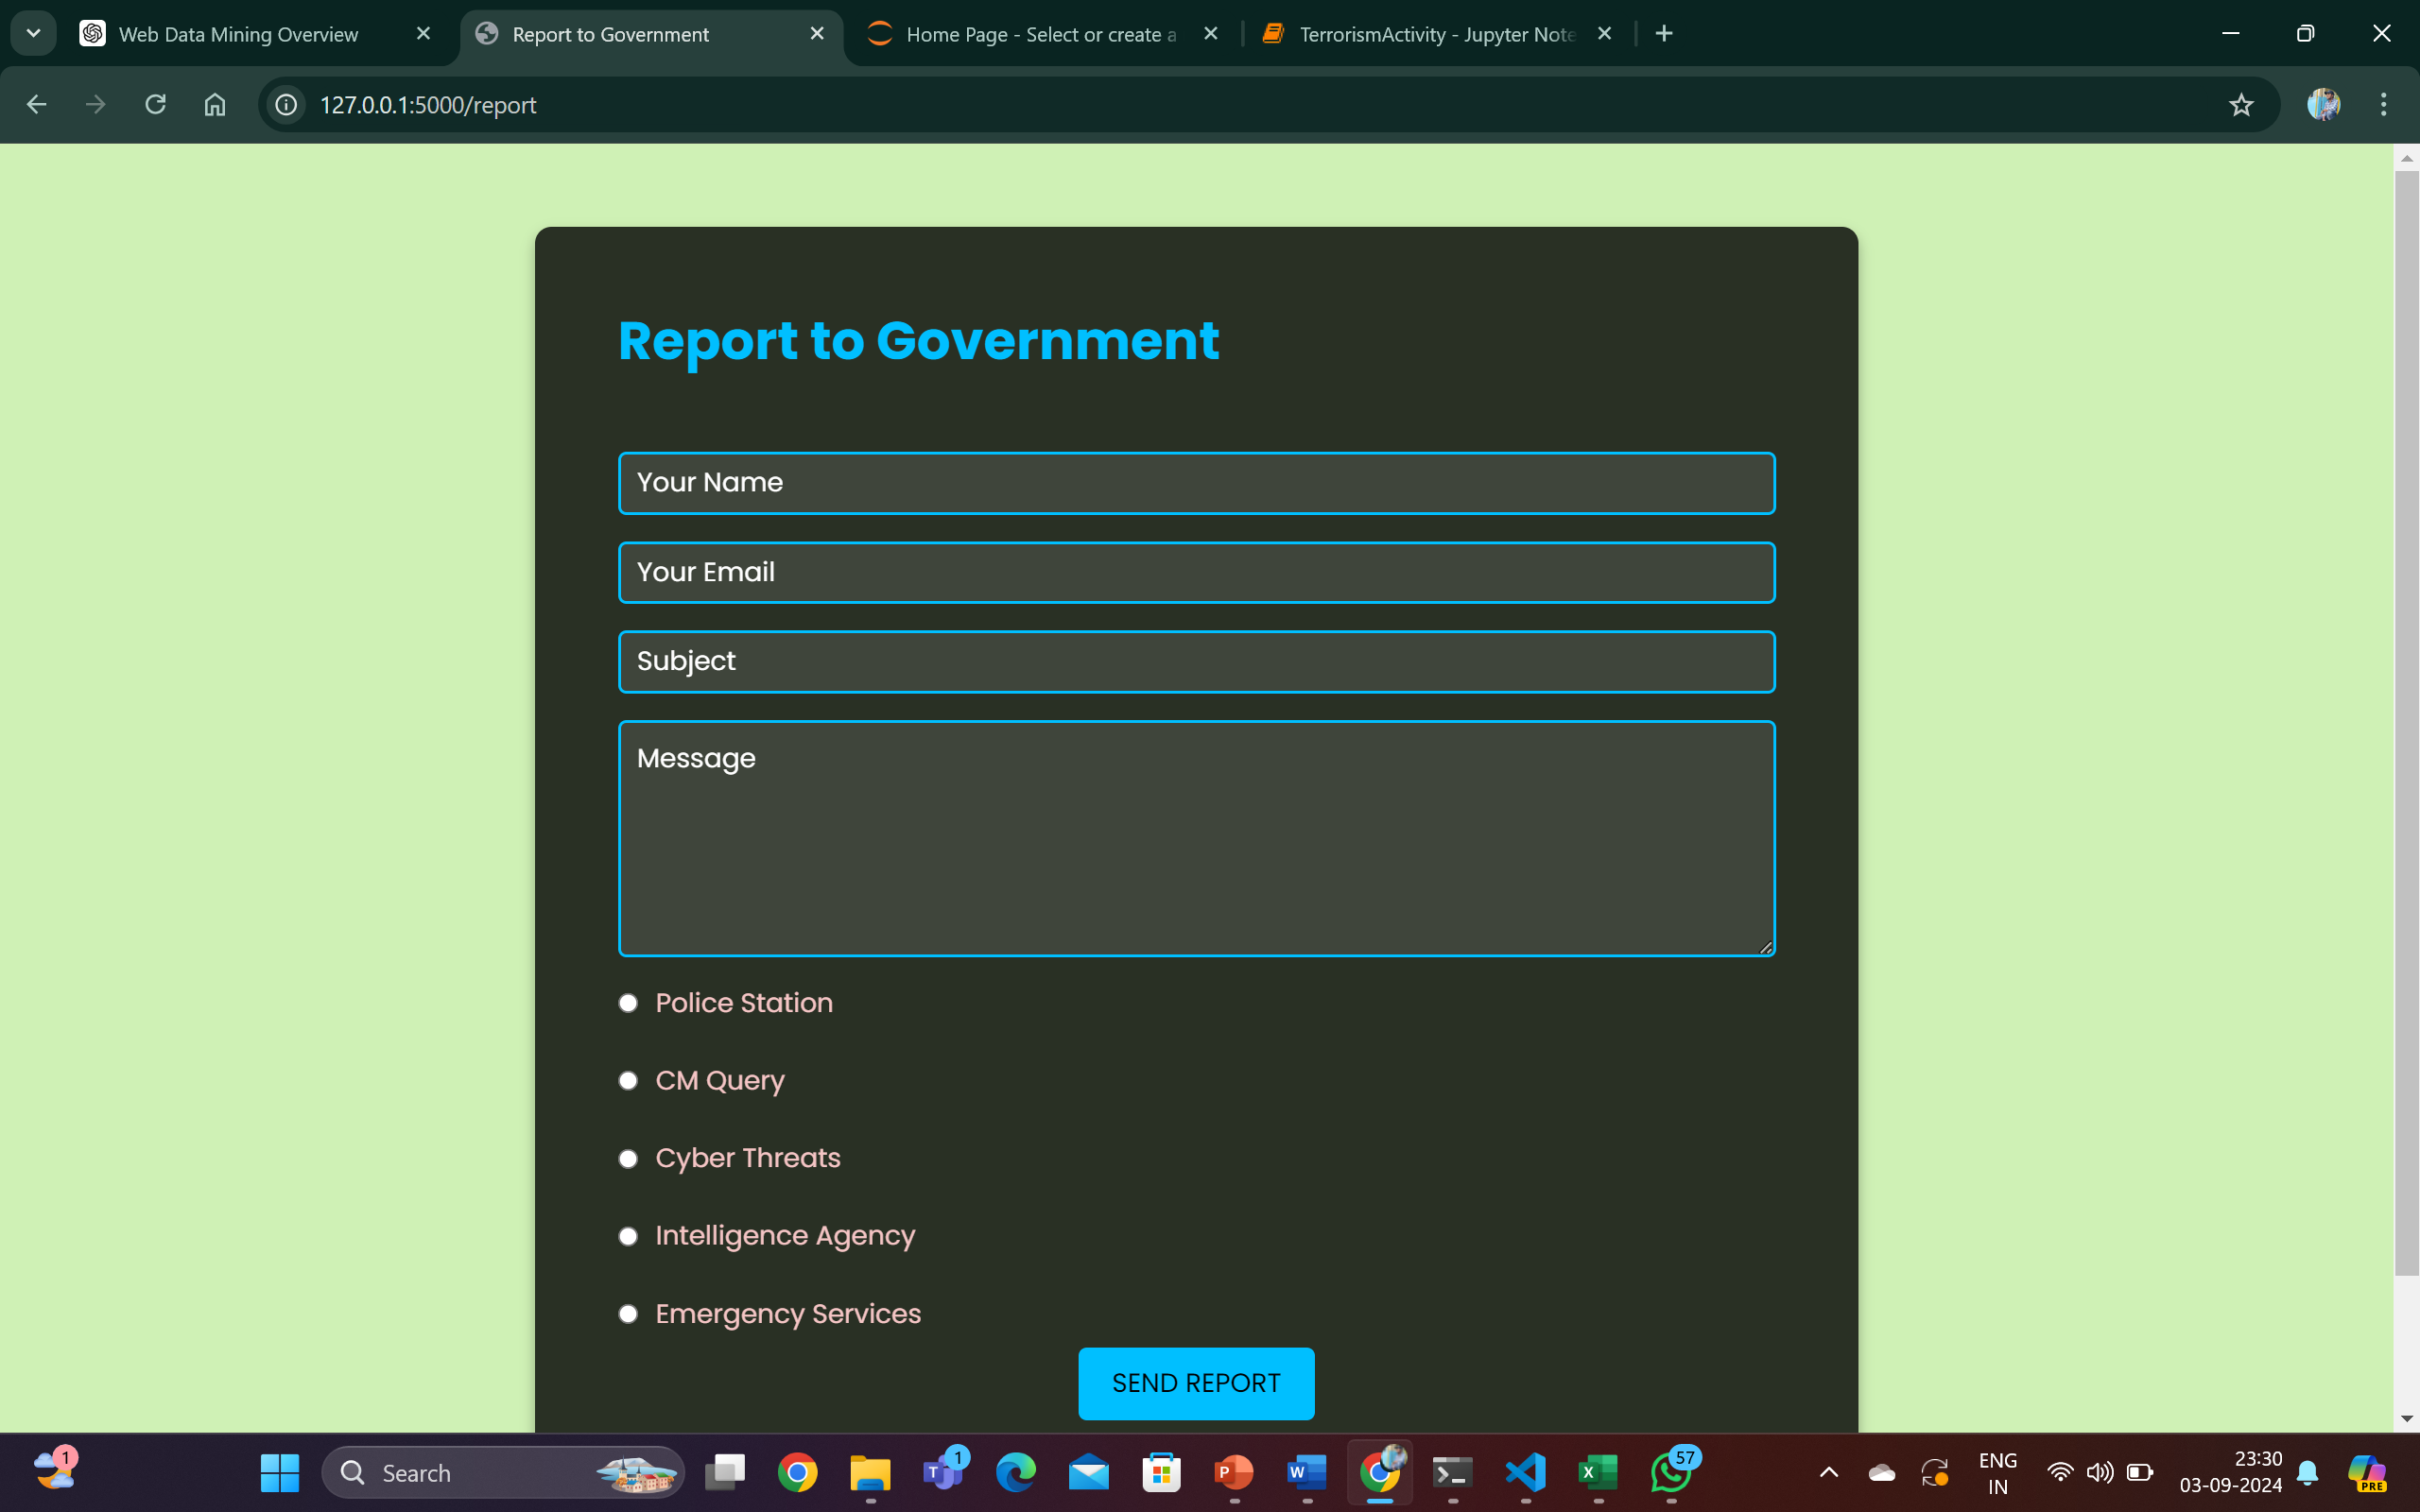 Web Data Mining Overview
Report to Government
Home Page - Select or create a
TerrorismActivity - Jupyter Note
127.0.0.1:5000/report
Report to Government
Your Name
Your Email
Subject
Message
Police Station
CM Query
Cyber Threats
Intelligence Agency
Emergency Services
SEND REPORT
1
Search
T
1
P
W
X
57
ENG
IN
23:30
03-09-2024
PRE